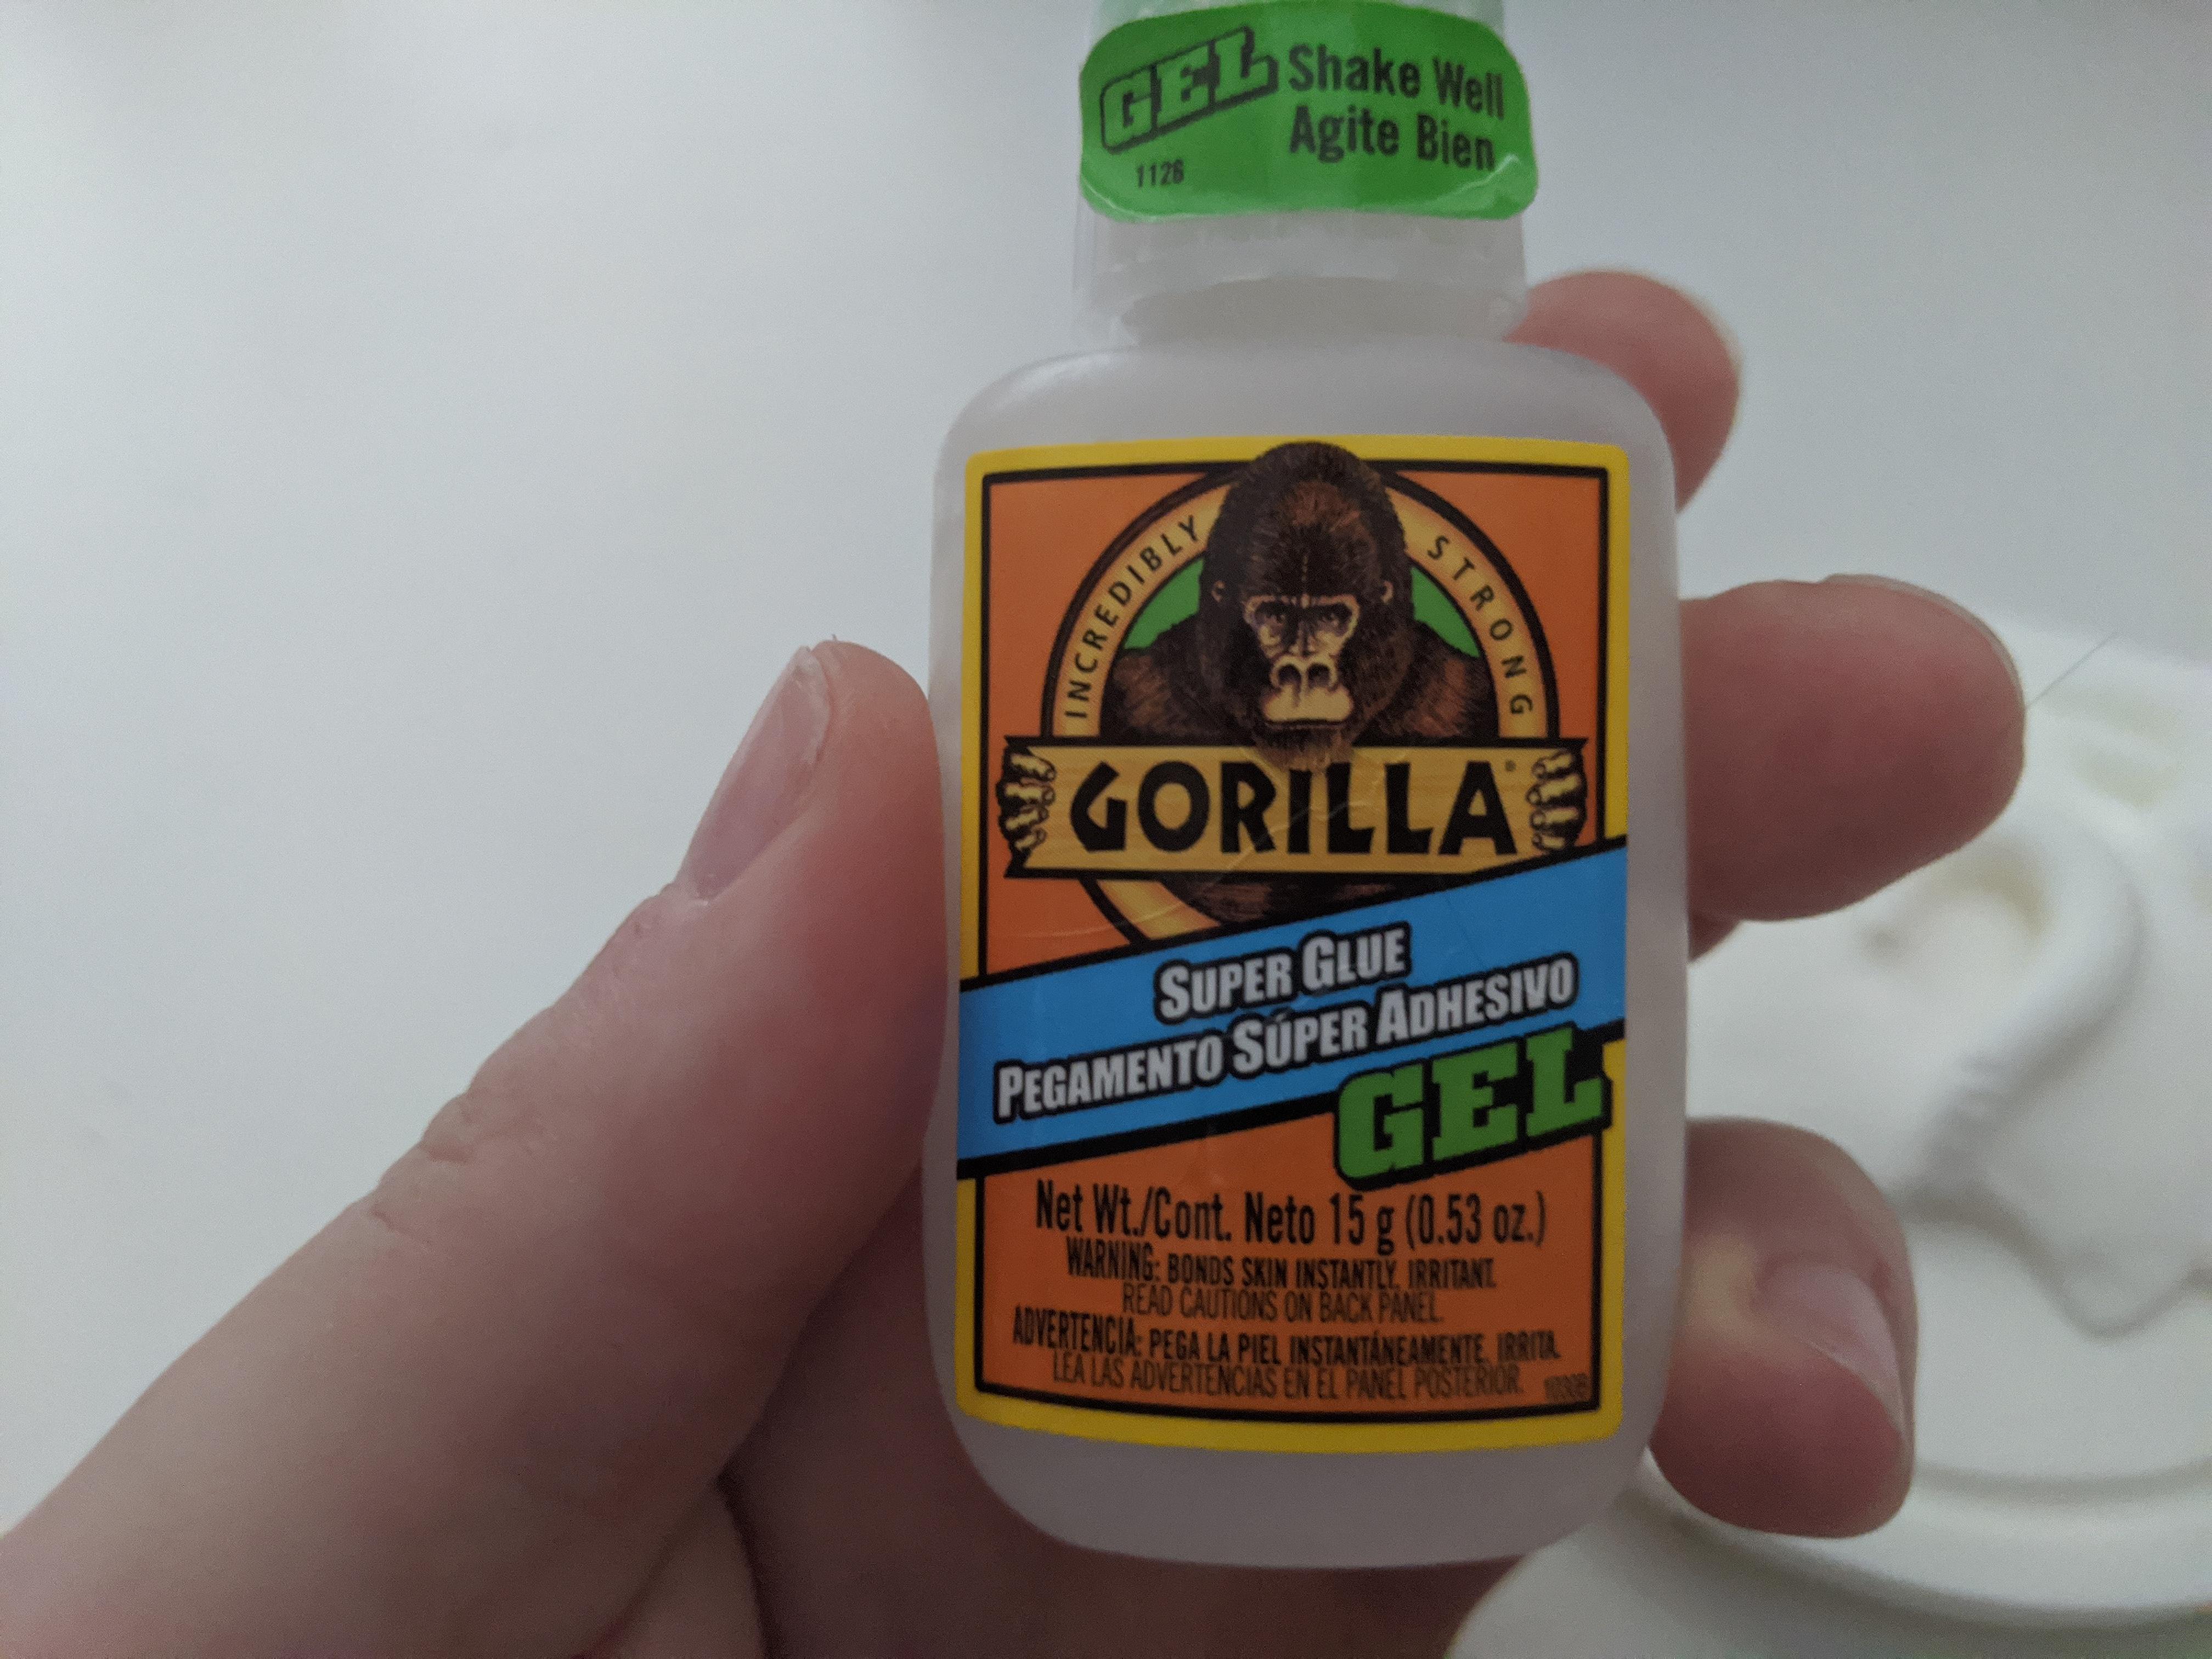 GEL Shake Well
Agite Bien
1126
INCREDIBLY STRONG
GORILLA®
SUPER GLUE
PEGAMENTO SÚPER ADHESIVO
GEL
Net Wt./Cont. Neto 15 g (0.53 oz.)
WARNING: BONDS SKIN INSTANTLY. IRRITANT.
READ CAUTIONS ON BACK PANEL.
ADVERTENCIA: PEGA LA PIEL INSTANTÁNEAMENTE. IRRITA.
LEA LAS ADVERTENCIAS EN EL PANEL POSTERIOR.